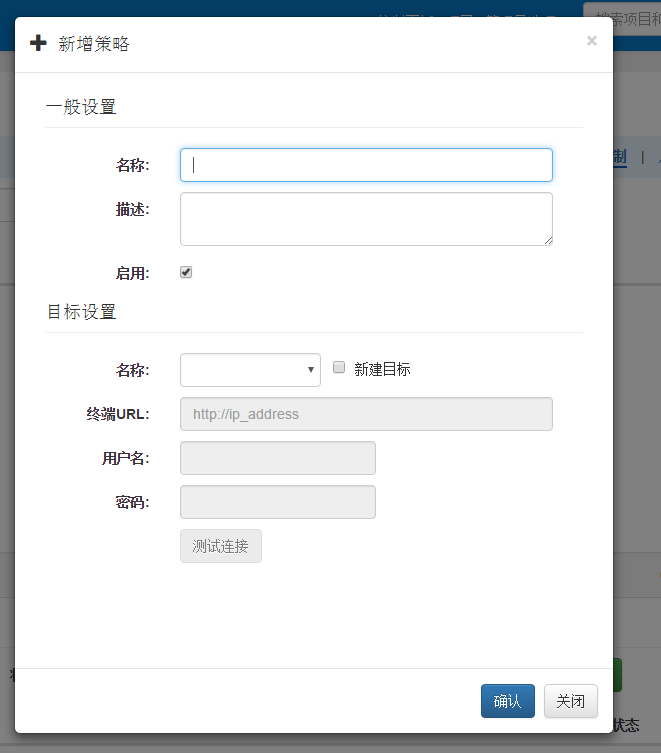 搜索项目和
新增策略 ×
一般设置
制 |
名称:
描述:
启用:
目标设置
名称: 新建目标
终端URL: http://ip_address
用户名:
密码:
测试连接
确认 关闭
状态